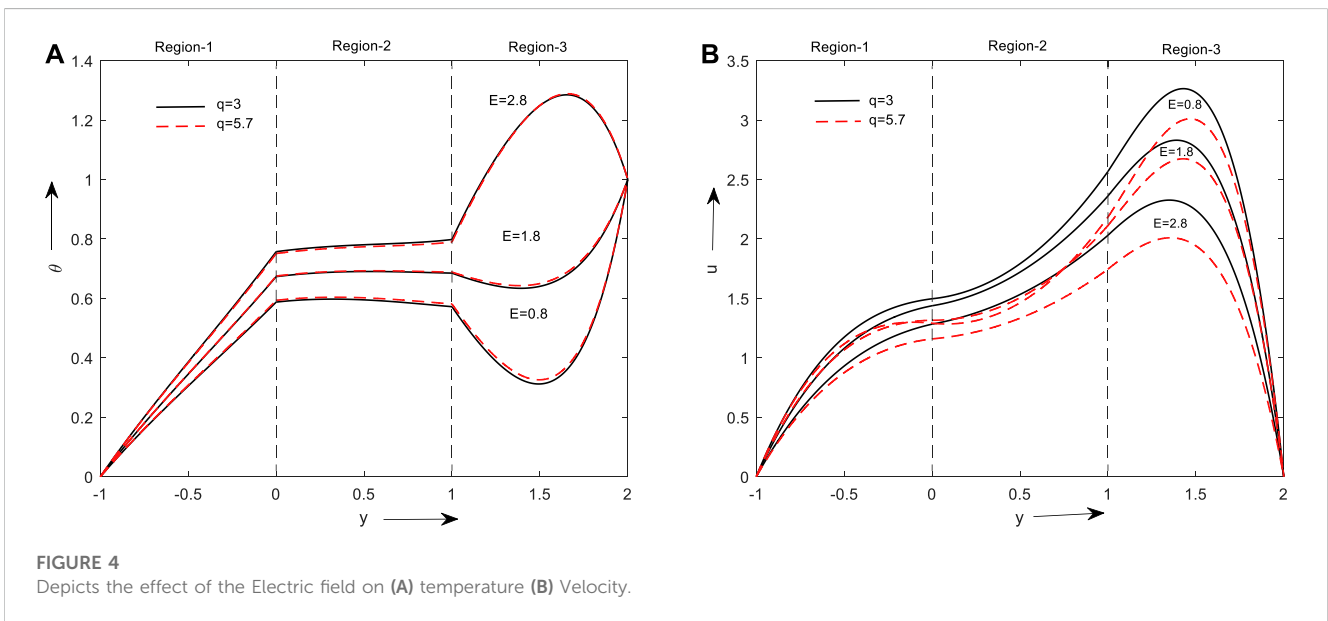 A
Region-1 Region-2 Region-3
1.4
1.2
1
0.8
0.6
0.4
0.2
0
q=3
q=5.7
E=2.8
E=1.8
E=0.8
θ
-1 -0.5 0 0.5 1 1.5 2
y
B
Region-1 Region-2 Region-3
3.5
3
2.5
2
1.5
1
0.5
0
q=3
q=5.7
E=0.8
E=1.8
E=2.8
u
-1 -0.5 0 0.5 1 1.5 2
y
FIGURE 4
Depicts the effect of the Electric field on (A) temperature (B) Velocity.